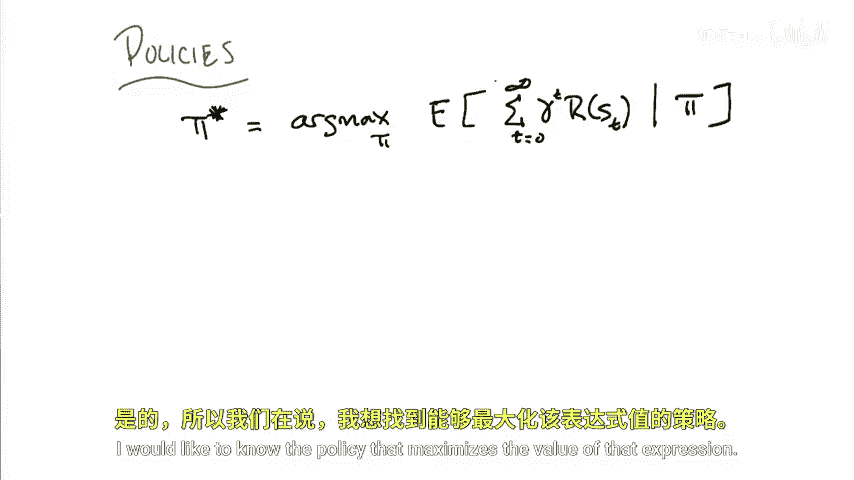 POLICIES
π* = argmax_π E[ ∑_{t=0}^{∞} γ^t R(s_t) | π ]
是的，所以我们在说，我想找到能够最大化该表达式值的策略。
I would like to know the policy that maximizes the value of that expression.